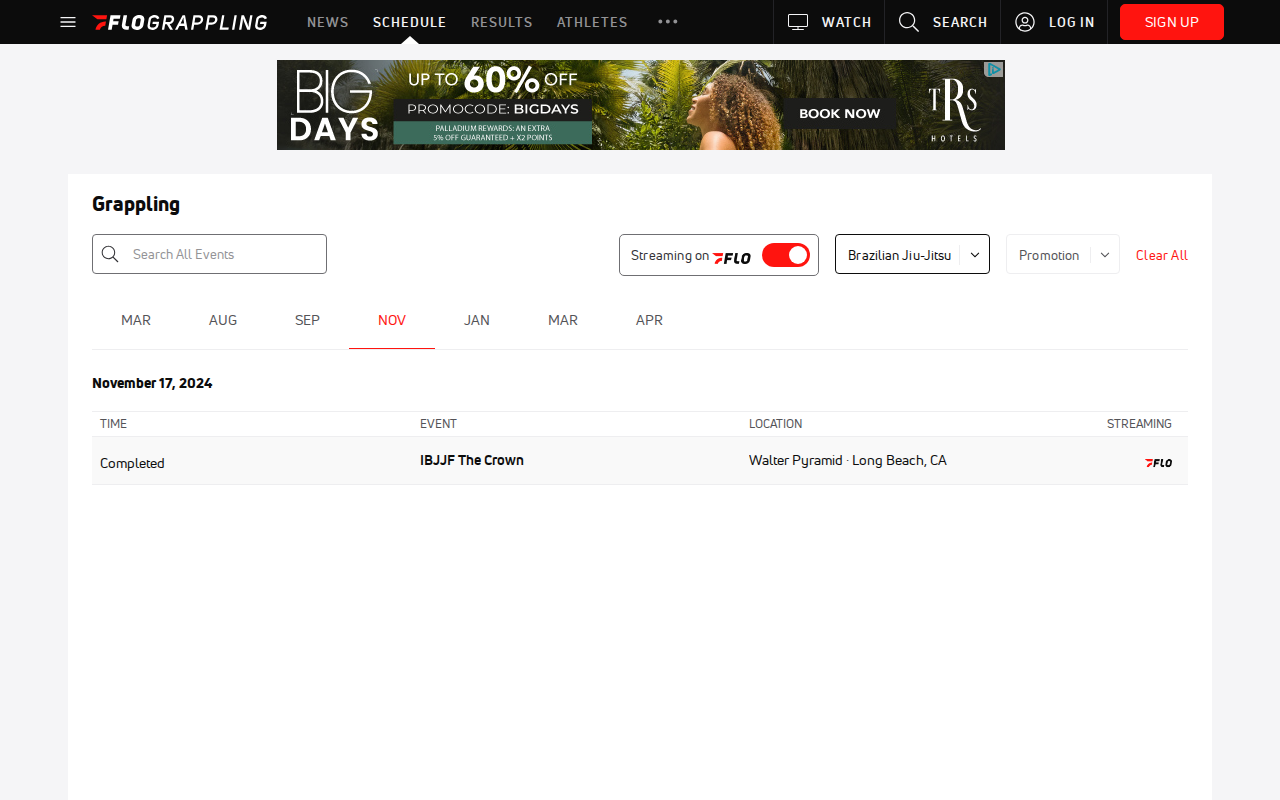 FLOGRAPPLING
NEWS
SCHEDULE
RESULTS
ATHLETES
WATCH
SEARCH
LOG IN
SIGN UP
BIG DAYS
UP TO 60% OFF
PROMOCODE: BIGDAYS
PALLADIUM REWARDS: AN EXTRA
5% OFF GUARANTEED + X2 POINTS
BOOK NOW
TRS
HOTELS
Grappling
Search All Events
Streaming on FLO
Brazilian Jiu-Jitsu
Promotion
Clear All
MAR AUG SEP NOV JAN MAR APR
November 17, 2024
TIME EVENT LOCATION STREAMING
Completed IBJJF The Crown Walter Pyramid · Long Beach, CA FLO